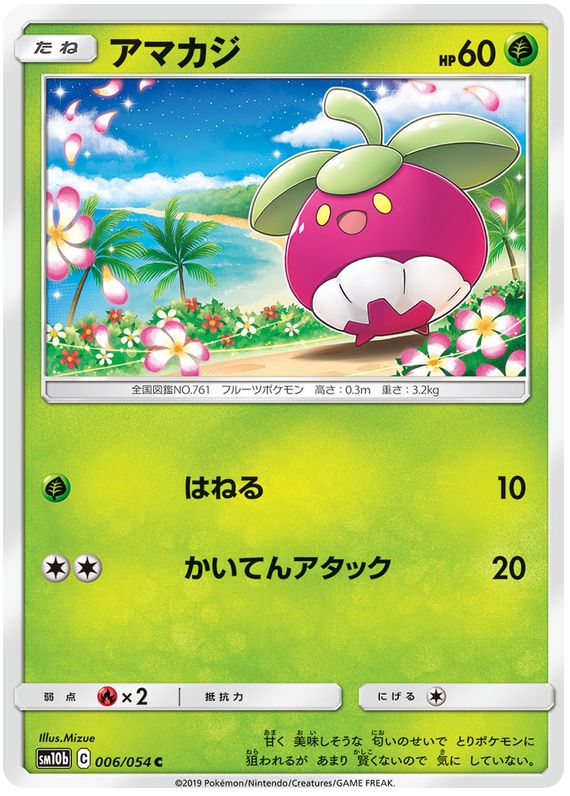 たね アマカジ HP60
全国図鑑NO.761 フルーツポケモン 高さ:0.3m 重さ:3.2kg
はねる 10
かいてんアタック 20
弱点 ×2 抵抗力 にげる
Illus.Mizue
甘く 美味しそうな 匂いのせいで とりポケモンに
狙われるが あまり 賢くないので 気に していない。
sm10b C 006/054 C
©2019 Pokémon/Nintendo/Creatures/GAME FREAK.